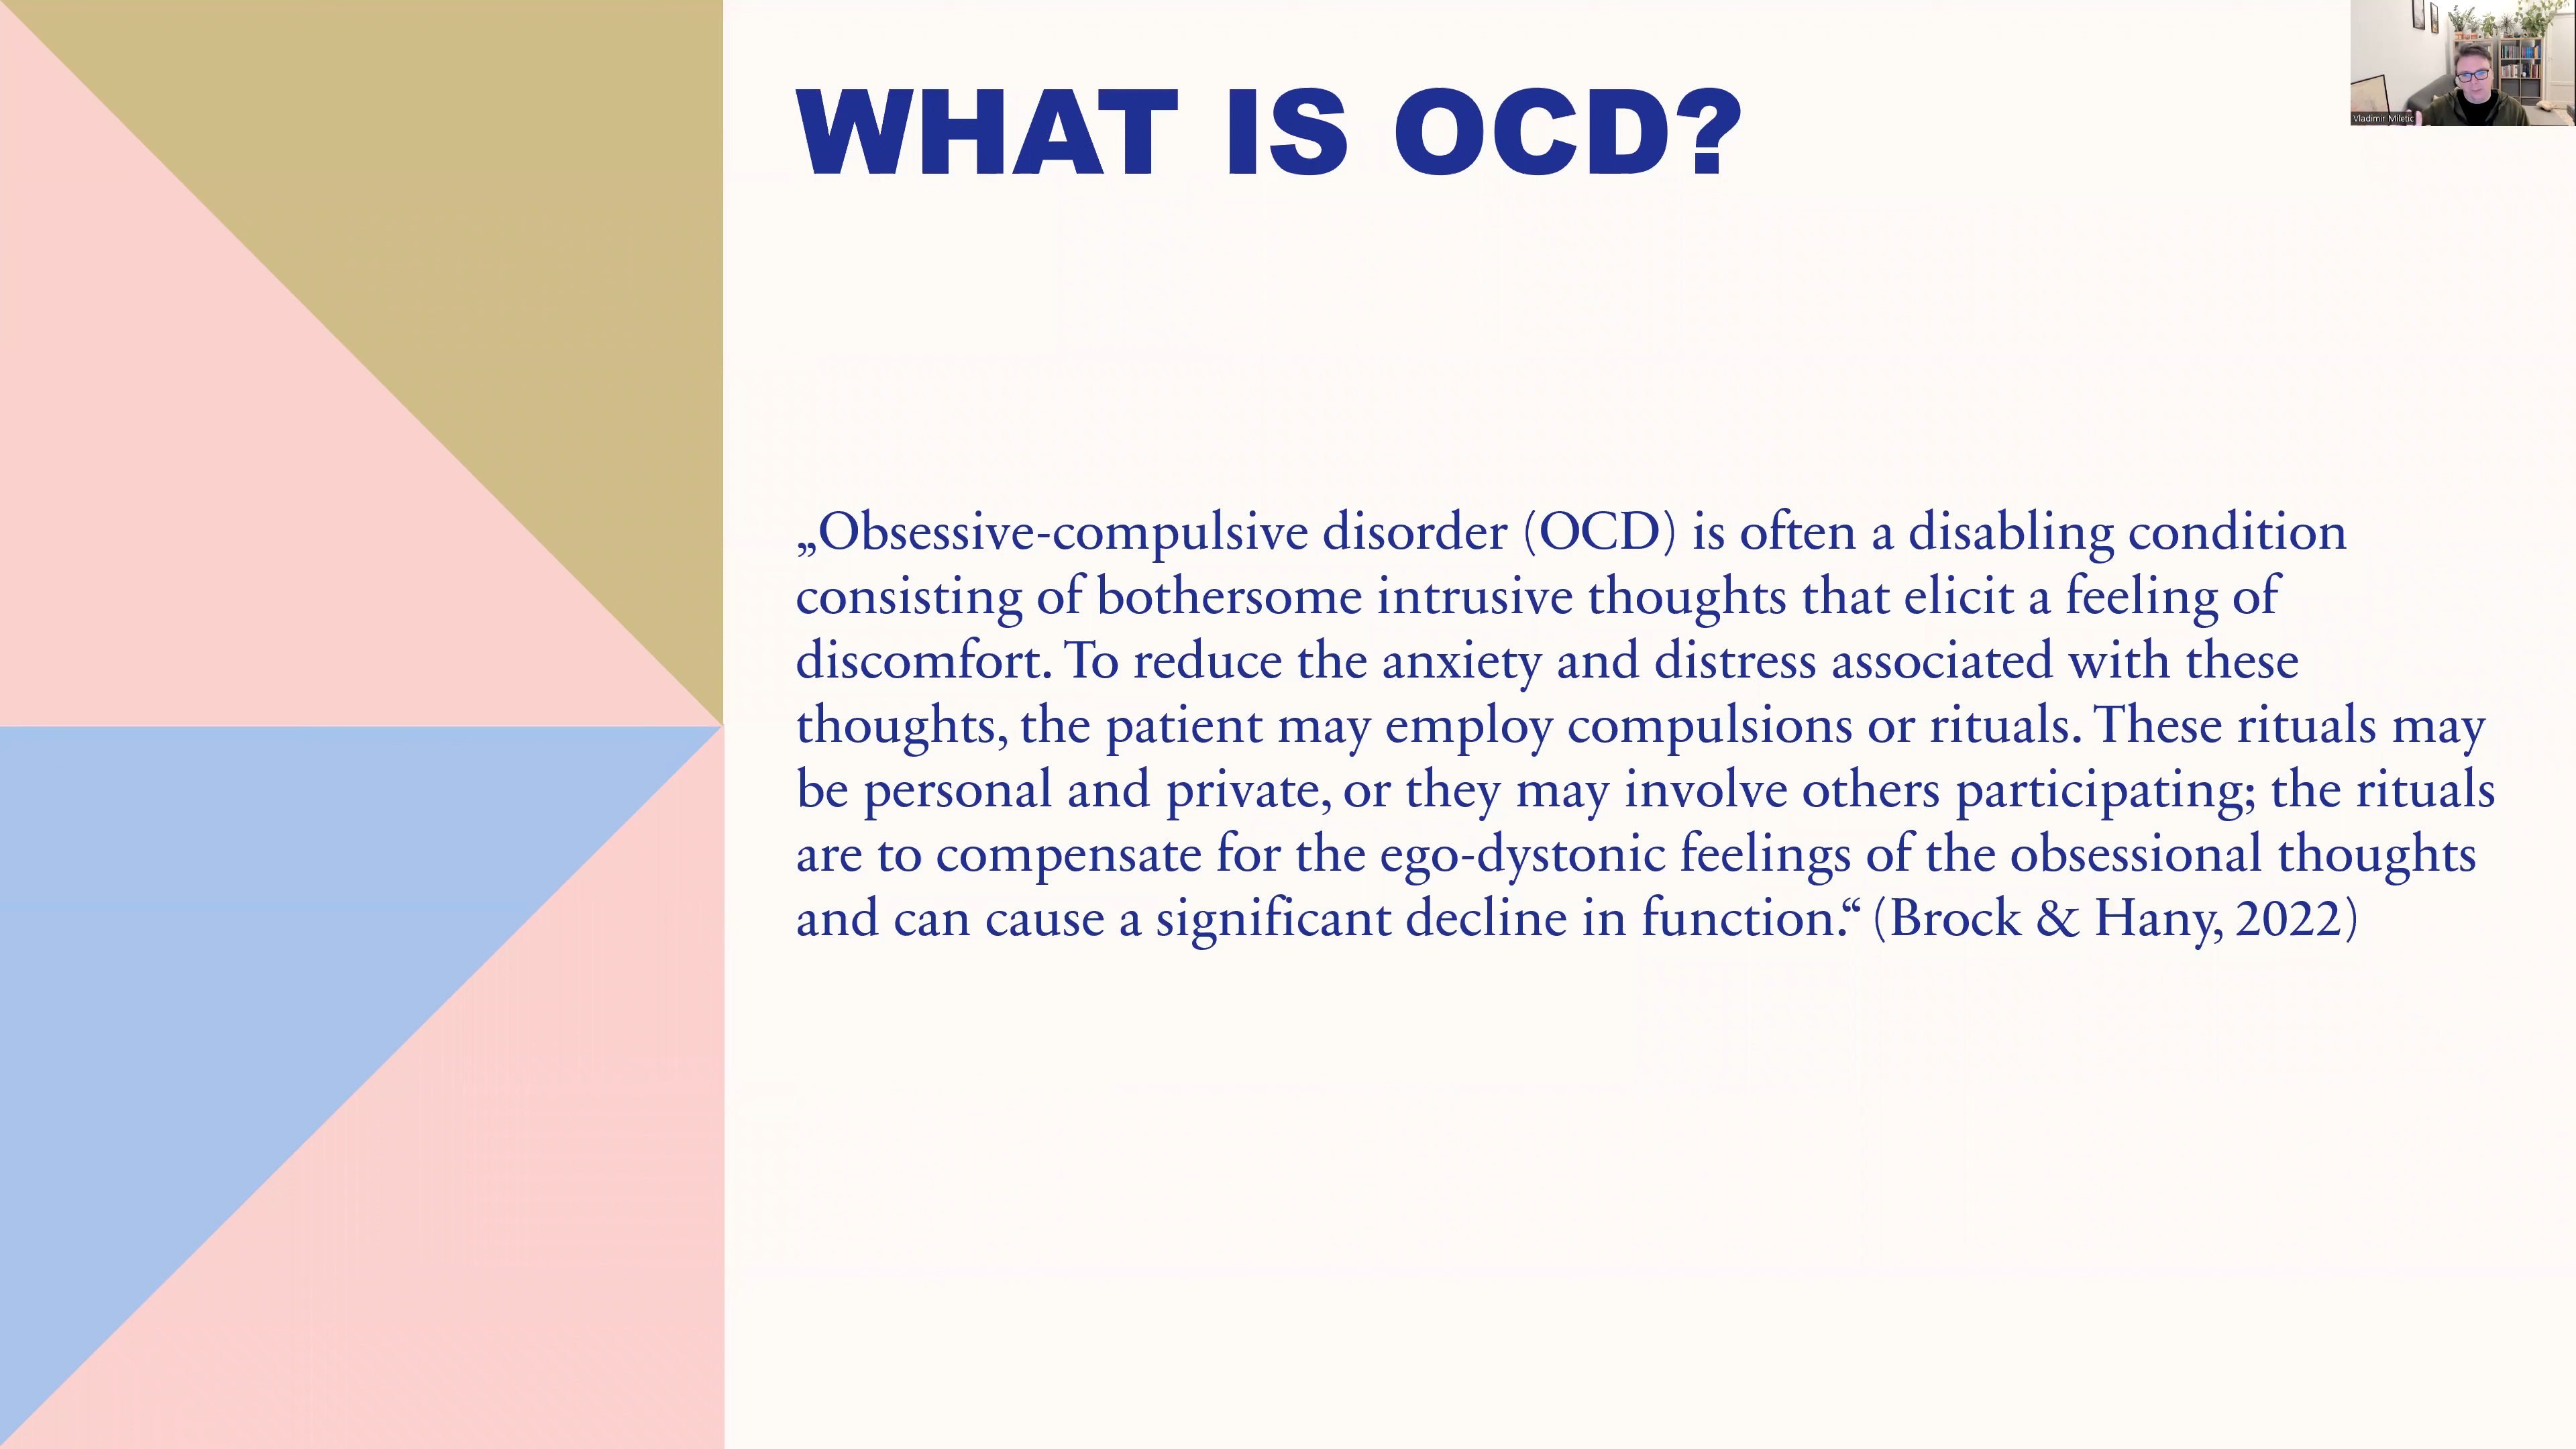 WHAT IS OCD?
Vladimir Miletic
„Obsessive-compulsive disorder (OCD) is often a disabling condition
consisting of bothersome intrusive thoughts that elicit a feeling of
discomfort. To reduce the anxiety and distress associated with these
thoughts, the patient may employ compulsions or rituals. These rituals may
be personal and private, or they may involve others participating; the rituals
are to compensate for the ego-dystonic feelings of the obsessional thoughts
and can cause a significant decline in function.“ (Brock & Hany, 2022)